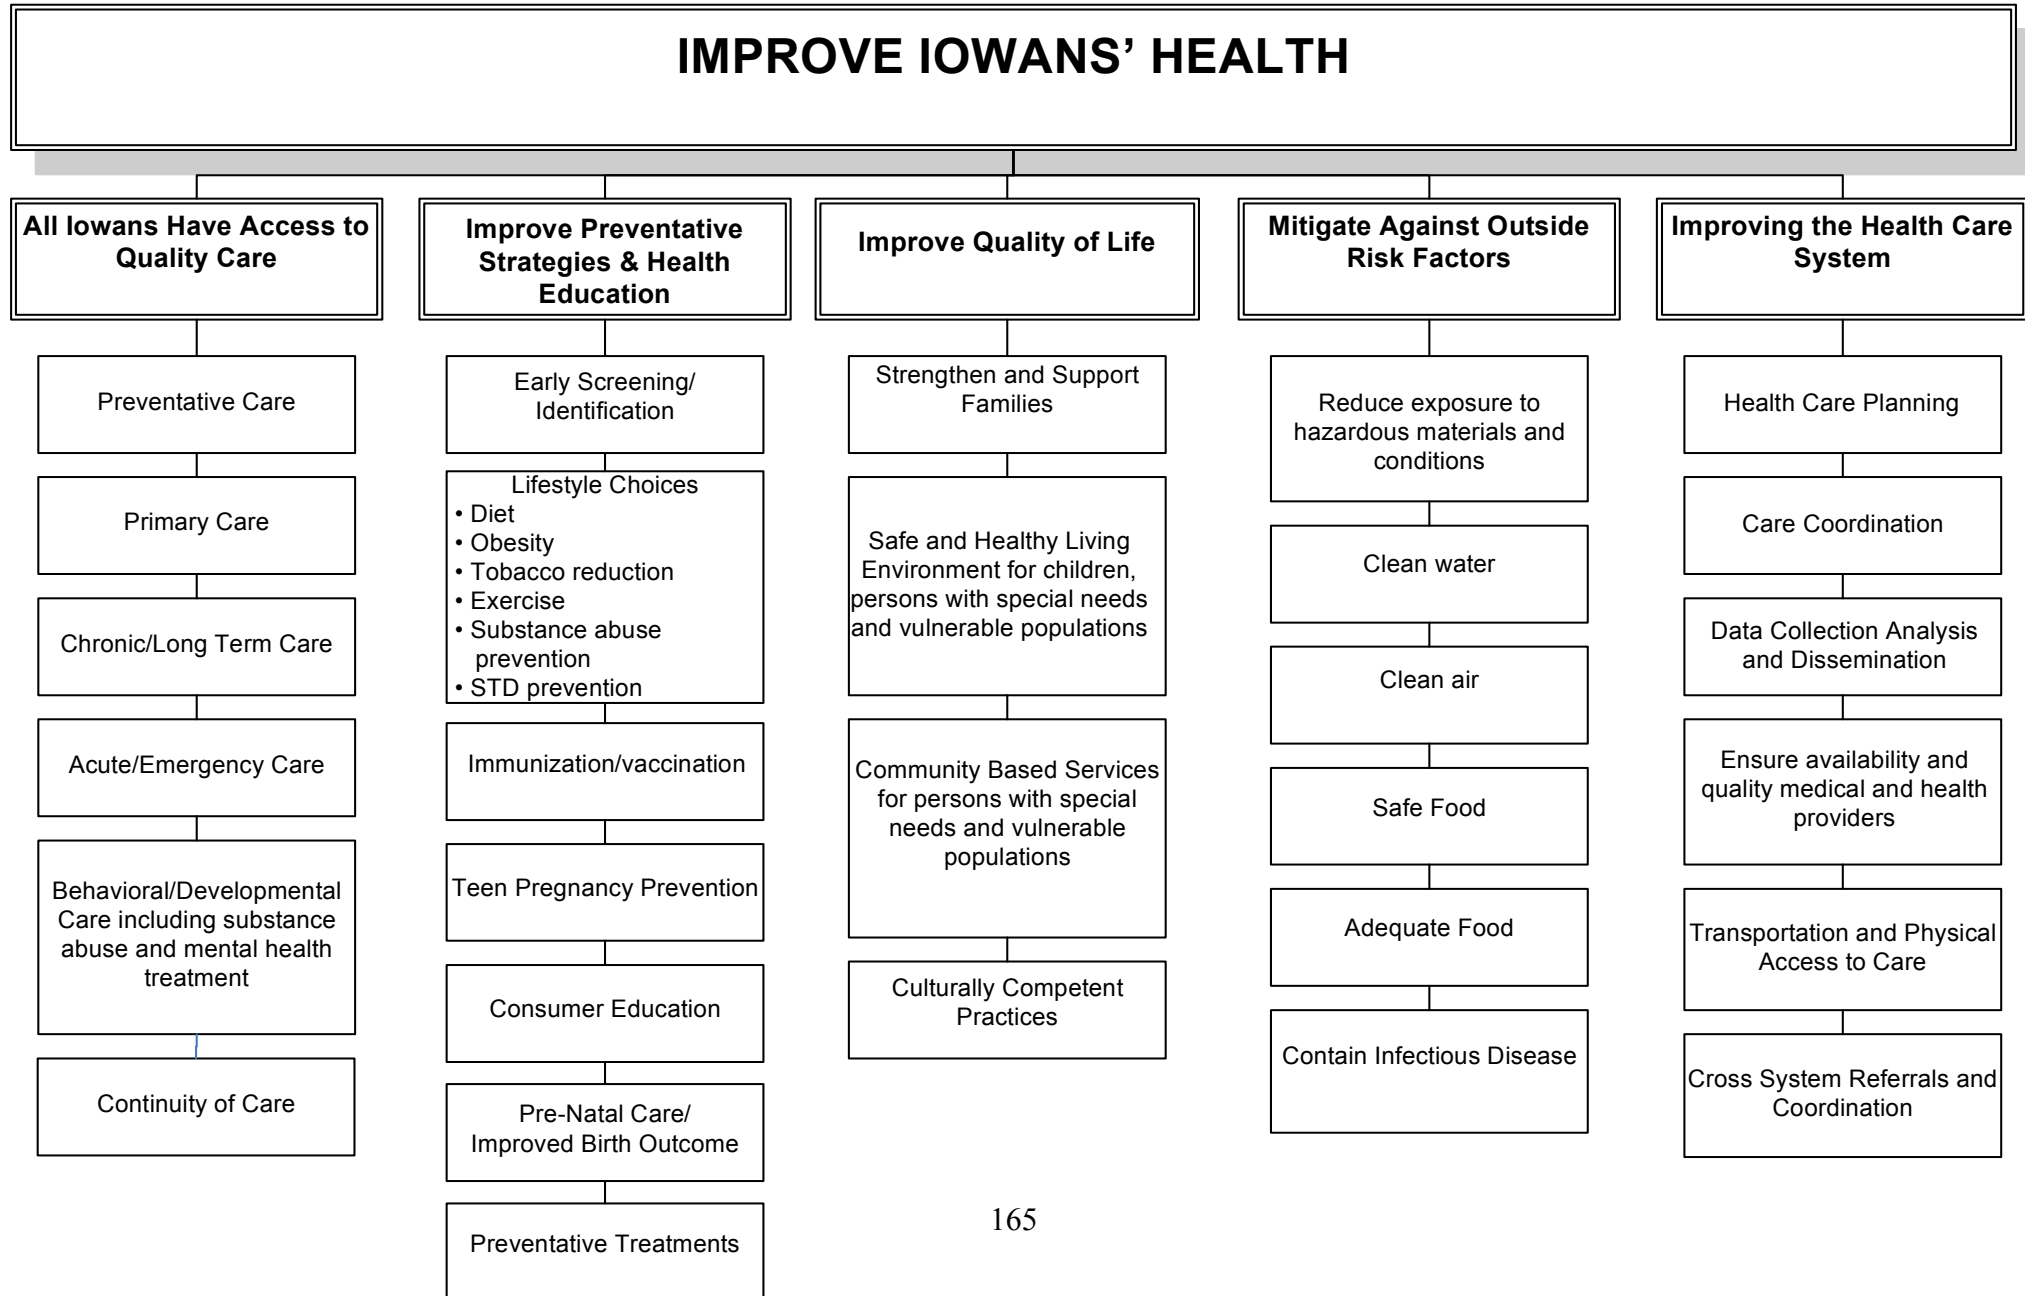 IMPROVE IOWANS’ HEALTH
All Iowans Have Access to
Quality Care
Preventative Care
Primary Care
Chronic/Long Term Care
Acute/Emergency Care
Behavioral/Developmental
Care including substance
abuse and mental health
treatment
Continuity of Care
Improve Preventative
Strategies & Health
Education
Early Screening/
Identification
Lifestyle Choices
• Diet
• Obesity
• Tobacco reduction
• Exercise
• Substance abuse
prevention
• STD prevention
Immunization/vaccination
Teen Pregnancy Prevention
Consumer Education
Pre-Natal Care/
Improved Birth Outcome
Preventative Treatments
Improve Quality of Life
Strengthen and Support
Families
Safe and Healthy Living
Environment for children,
persons with special needs
and vulnerable populations
Community Based Services
for persons with special
needs and vulnerable
populations
Culturally Competent
Practices
Mitigate Against Outside
Risk Factors
Reduce exposure to
hazardous materials and
conditions
Clean water
Clean air
Safe Food
Adequate Food
Contain Infectious Disease
Improving the Health Care
System
Health Care Planning
Care Coordination
Data Collection Analysis
and Dissemination
Ensure availability and
quality medical and health
providers
Transportation and Physical
Access to Care
Cross System Referrals and
Coordination
165